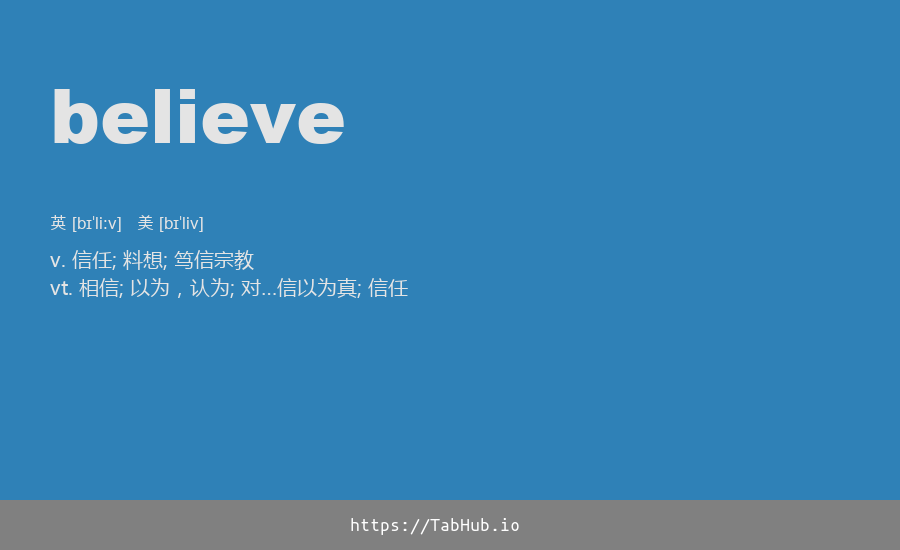 believe
英 [bɪˈliːv] 美 [bɪˈliv]
v. 信任; 料想; 笃信宗教
vt. 相信; 以为，认为; 对…信以为真; 信任
https://TabHub.io